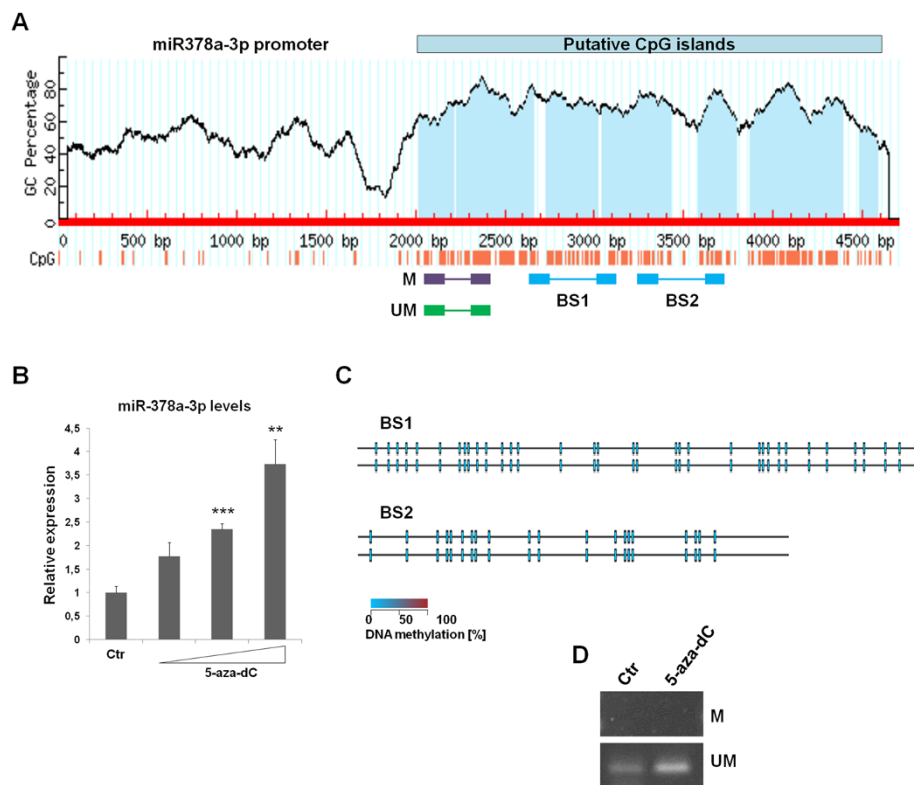 A
miR378a-3p promoter
Putative CpG islands
GC Percentage
0 20 40 60 80
0 500 bp 1000 bp 1500 bp 2000 bp 2500 bp 3000 bp 3500 bp 4000 bp 4500 bp
CpG
M
UM
BS1
BS2
B
miR-378a-3p levels
Relative expression
4,5
4
3,5
3
2,5
2
1,5
1
0,5
0
**
***
Ctr
5-aza-dC
C
BS1
BS2
0 50 100
DNA methylation [%]
D
Ctr
5-aza-dC
M
UM